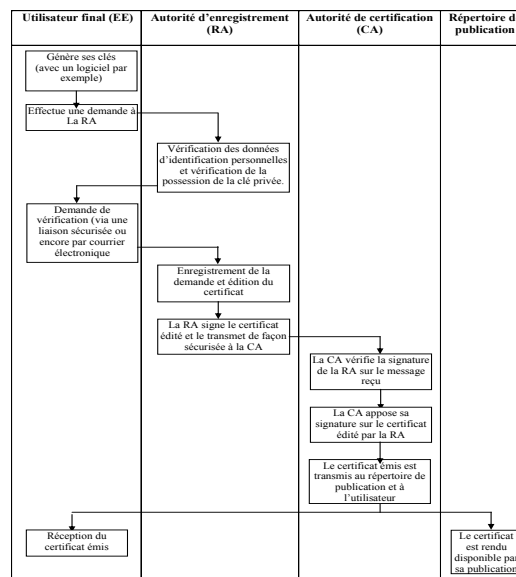 Utilisateur final (EE)
Autorité d'enregistrement
(RA)
Autorité de certification
(CA)
Répertoire de
publication
Génère ses clés
(avec un logiciel par
exemple)
Effectue une demande à
La RA
Vérification des données
d'identification personnelles
et vérification de la
possession de la clé privée.
Demande de
vérification (via une
liaison sécurisée ou
encore par courrier
électronique
Enregistrement de la
demande et édition du
certificat
La RA signe le certificat
édité et le transmet de façon
sécurisée à la CA
La CA vérifie la signature
de la RA sur le message
reçu
La CA appose sa
signature sur le certificat
édité par la RA
Le certificat émis est
transmis au répertoire de
publication et à
l'utilisateur
Réception du
certificat émis
Le certificat
est rendu
disponible par
sa publication